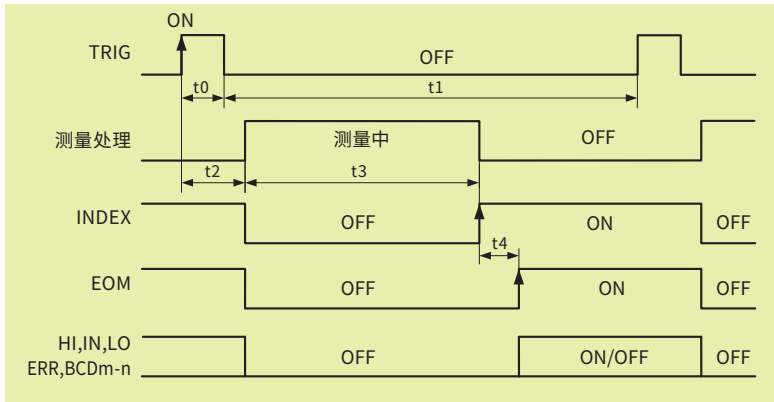 ON
TRIG
OFF
t0
t1
测量处理
测量中
OFF
t2
t3
INDEX
OFF
ON
OFF
t4
EOM
OFF
ON
OFF
HI,IN,LO
ERR,BCDm-n
OFF
ON/OFF
OFF